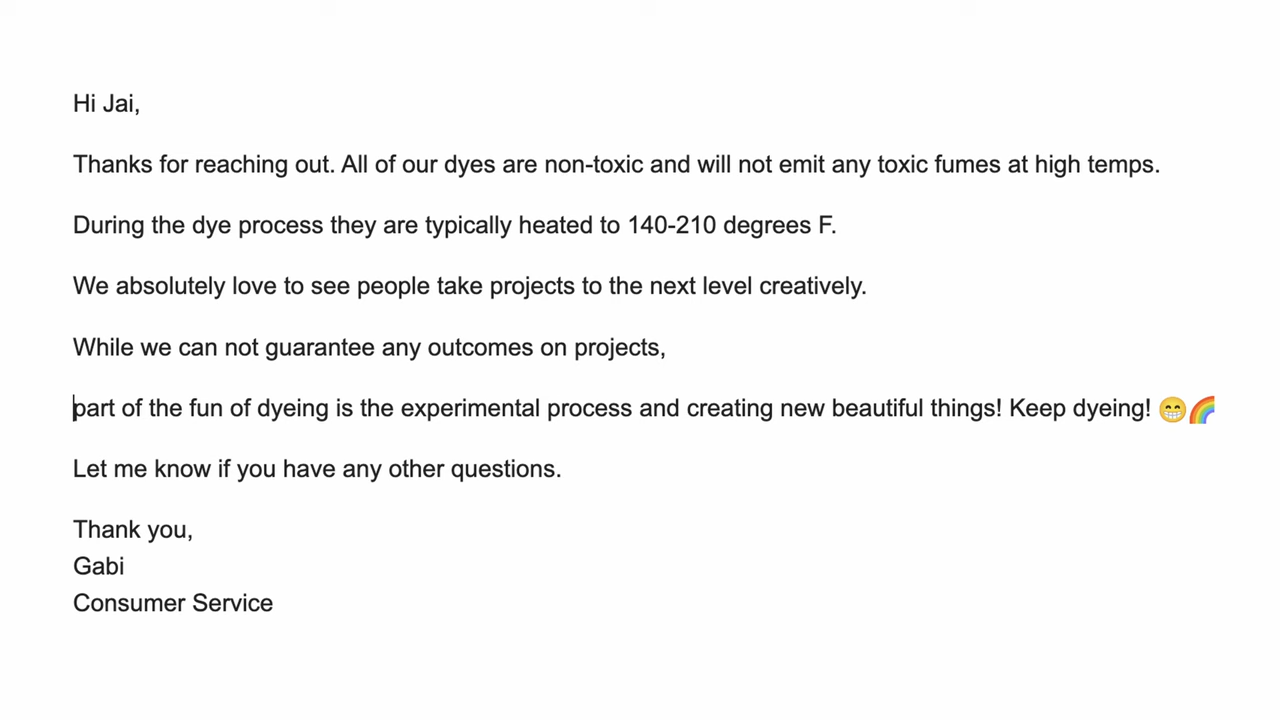 Hi Jai,
Thanks for reaching out. All of our dyes are non-toxic and will not emit any toxic fumes at high temps.
During the dye process they are typically heated to 140-210 degrees F.
We absolutely love to see people take projects to the next level creatively.
While we can not guarantee any outcomes on projects,
part of the fun of dyeing is the experimental process and creating new beautiful things! Keep dyeing! 😁🌈
Let me know if you have any other questions.
Thank you,
Gabi
Consumer Service